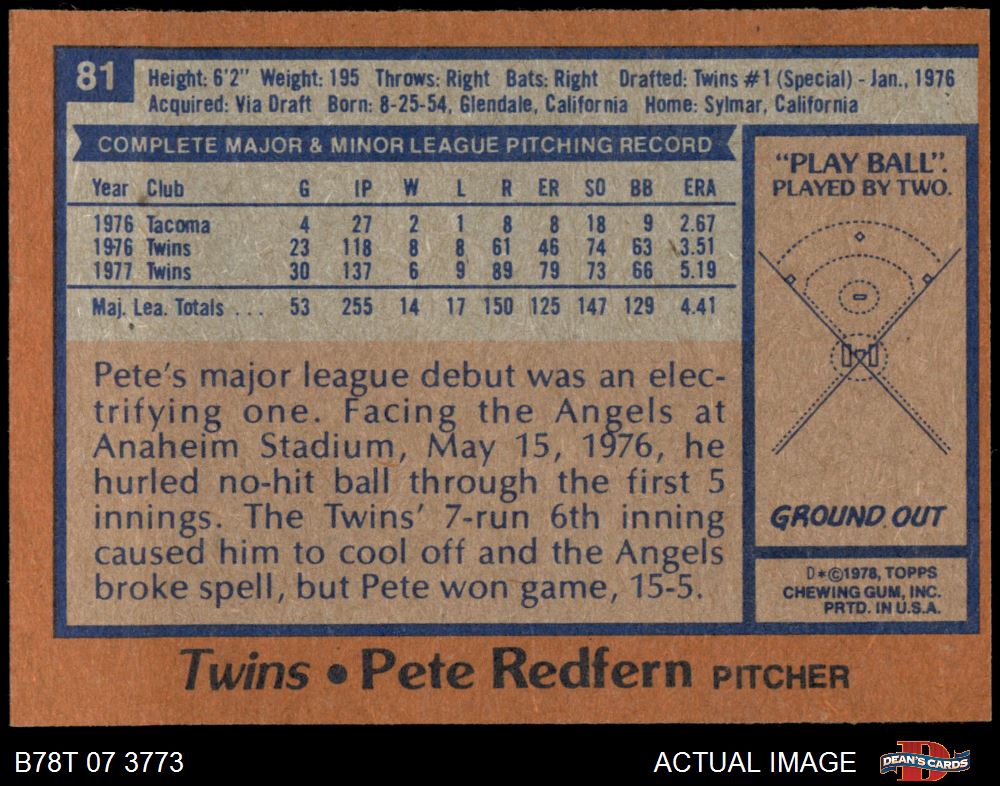 81
Height: 6'2" Weight: 195 Throws: Right Bats: Right Drafted: Twins #1 (Special) - Jan., 1976
Acquired: Via Draft Born: 8-25-54, Glendale, California Home: Sylmar, California
COMPLETE MAJOR & MINOR LEAGUE PITCHING RECORD
Year Club G IP W L R ER SO BB ERA
1976 Tacoma 4 27 2 1 8 8 18 9 2.67
1976 Twins 23 118 8 8 61 46 74 63 3.51
1977 Twins 30 137 6 9 89 79 73 66 5.19
Maj. Lea. Totals ... 53 255 14 17 150 125 147 129 4.41
Pete's major league debut was an elec-
trifying one. Facing the Angels at
Anaheim Stadium, May 15, 1976, he
hurled no-hit ball through the first 5
innings. The Twins' 7-run 6th inning
caused him to cool off and the Angels
broke spell, but Pete won game, 15-5.
"PLAY BALL".
PLAYED BY TWO.
GROUND OUT
D*©1978, TOPPS
CHEWING GUM, INC.
PRTD. IN U.S.A.
Twins • Pete Redfern PITCHER
B78T 07 3773
ACTUAL IMAGE
DEAN'S CARDS